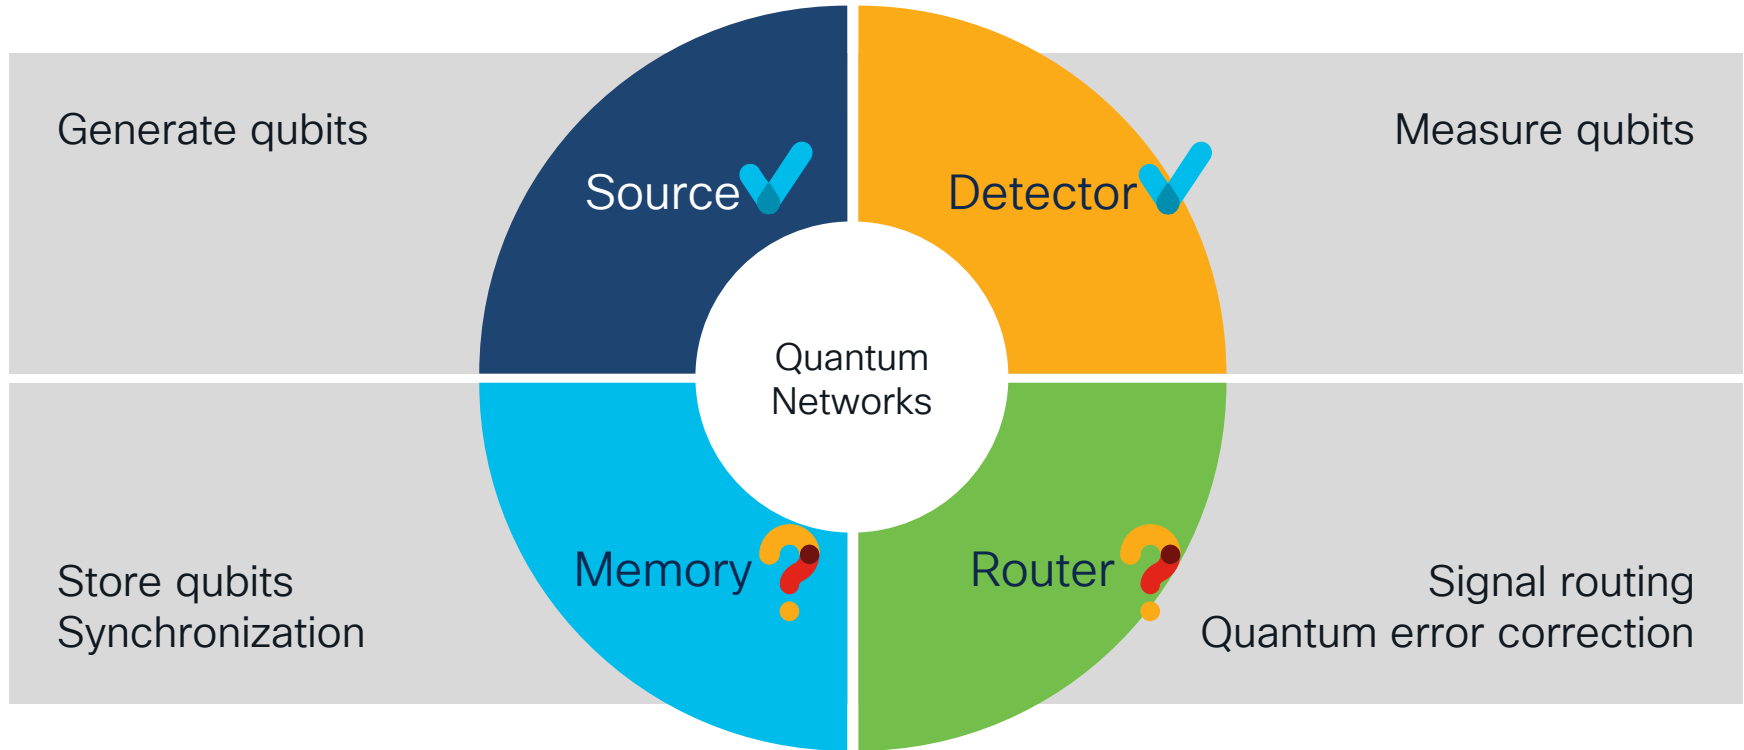 Generate qubits
Source
Detector
Measure qubits
Quantum
Networks
Store qubits
Synchronization
Memory
Router
Signal routing
Quantum error correction